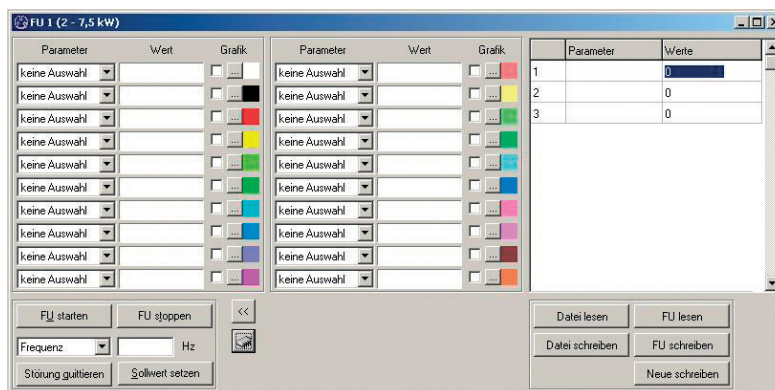 FU 1 (2 - 7,5 kW)
Parameter Wert Grafik Parameter Wert Grafik Parameter Werte
keine Auswahl ... keine Auswahl ... 1 0
keine Auswahl ... keine Auswahl ... 2 0
keine Auswahl ... keine Auswahl ... 3 0
keine Auswahl ... keine Auswahl ...
keine Auswahl ... keine Auswahl ...
keine Auswahl ... keine Auswahl ...
keine Auswahl ... keine Auswahl ...
keine Auswahl ... keine Auswahl ...
keine Auswahl ... keine Auswahl ...
keine Auswahl ... keine Auswahl ...
FU starten FU stoppen << Datei lesen FU lesen
Frequenz Hz Datei schreiben FU schreiben
Störung quittieren Sollwert setzen Neue schreiben